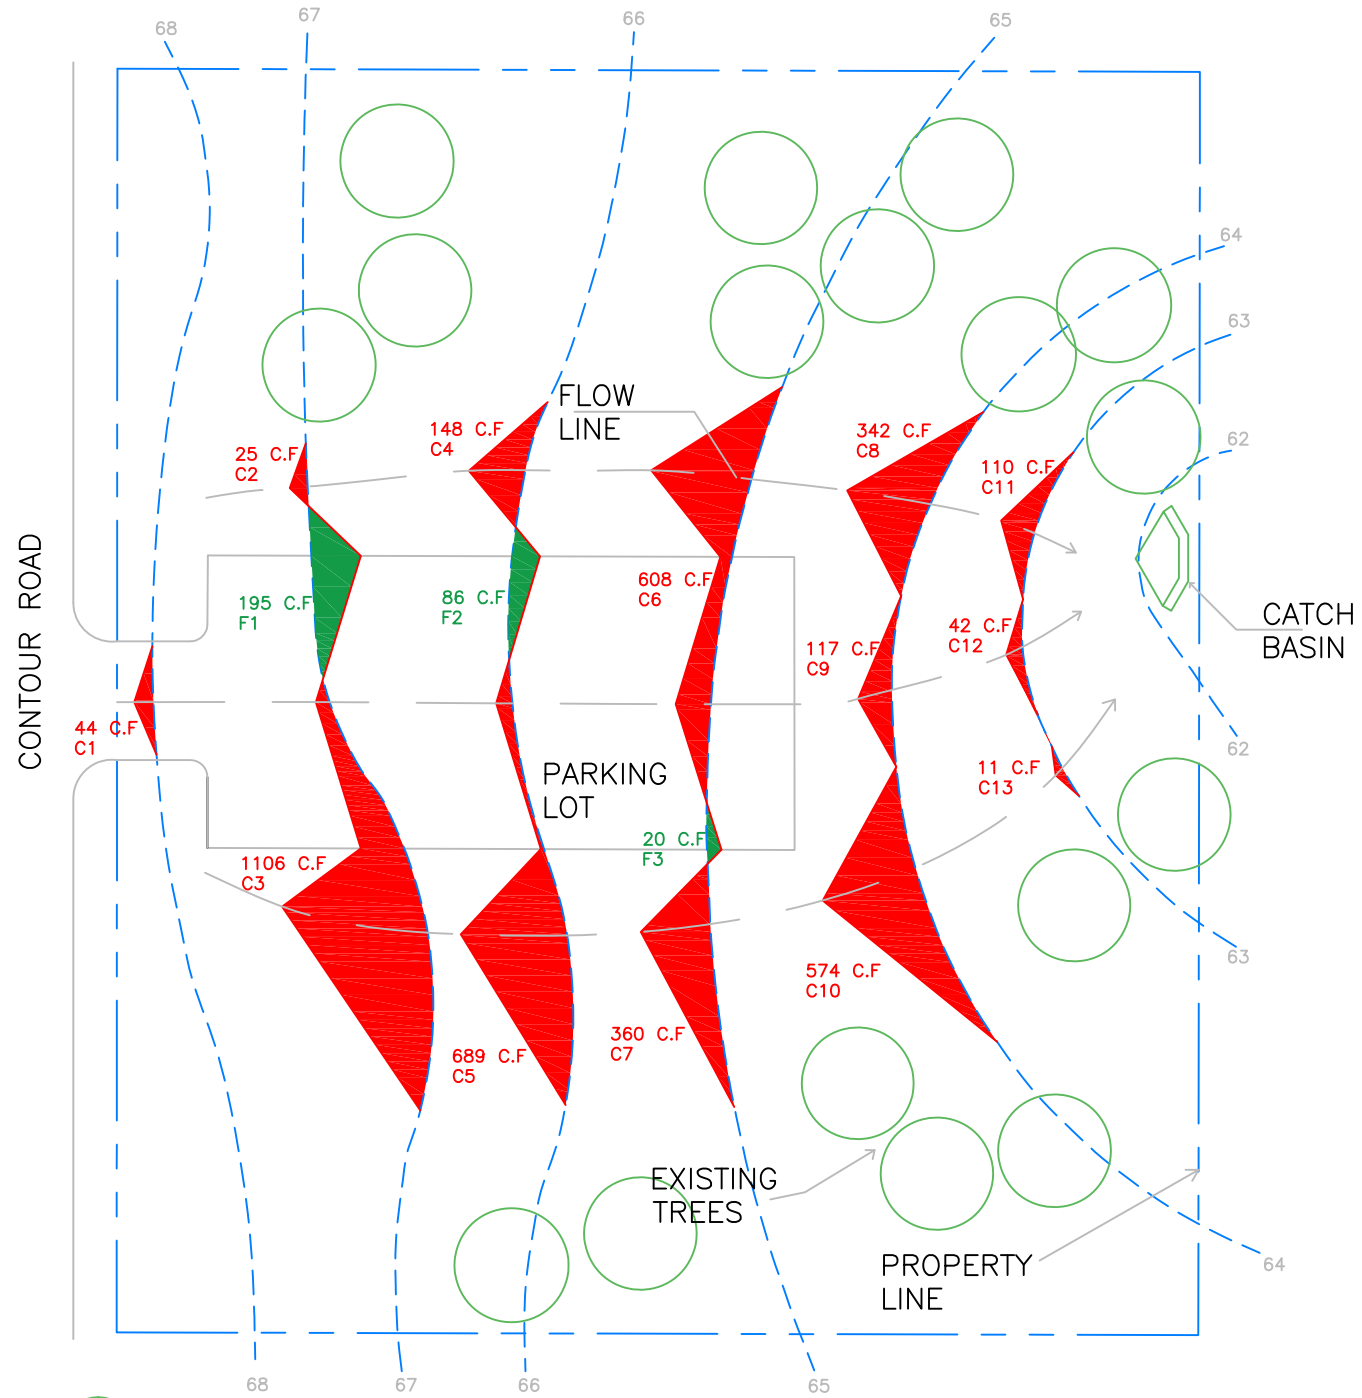 68
67
66
65
64
63
62
FLOW
LINE
148 C.F
C4
342 C.F
C8
25 C.F
C2
110 C.F
C11
CONTOUR ROAD
195 C.F
F1
86 C.F
F2
608 C.F
C6
117 C.F
C9
42 C.F
C12
CATCH
BASIN
44 C.F
C1
62
PARKING
LOT
11 C.F
C13
20 C.F
F3
1106 C.F
C3
63
574 C.F
C10
689 C.F
C5
360 C.F
C7
EXISTING
TREES
PROPERTY
LINE
64
68
67
66
65